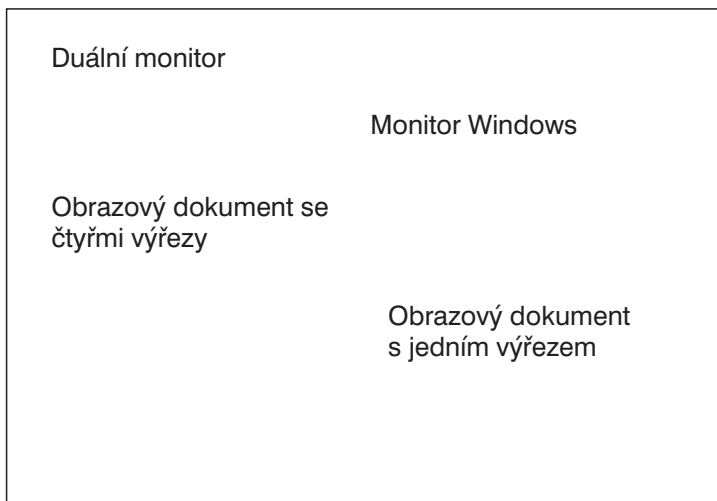 Duální monitor
Monitor Windows
Obrazový dokument se
čtyřmi výřezy
Obrazový dokument
s jedním výřezem